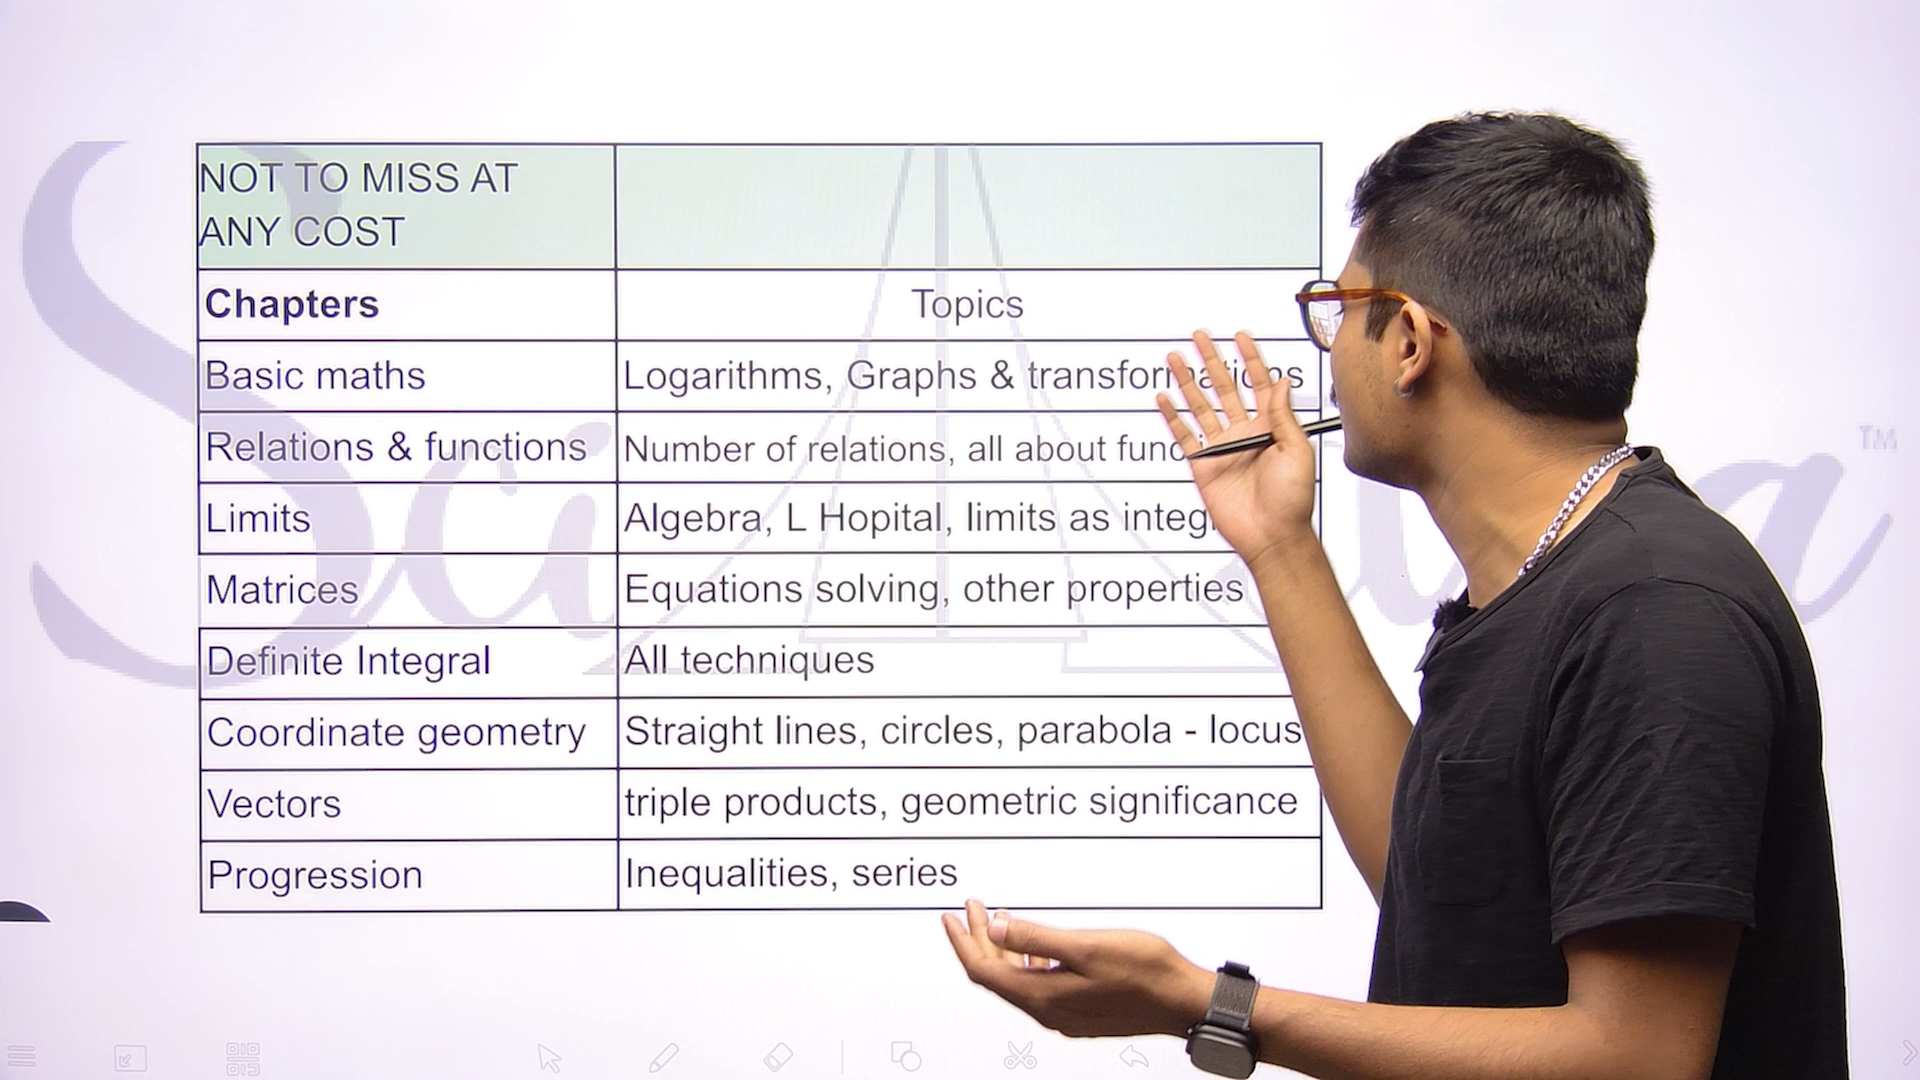 NOT TO MISS AT
ANY COST
Chapters Topics
Basic maths Logarithms, Graphs & transformations
Relations & functions Number of relations, all about
Limits Algebra, L Hopital, limits as
Matrices Equations solving, other properties
Definite Integral All techniques
Coordinate geometry Straight lines, circles, parabola - locus
Vectors triple products, geometric significance
Progression Inequalities, series
TM